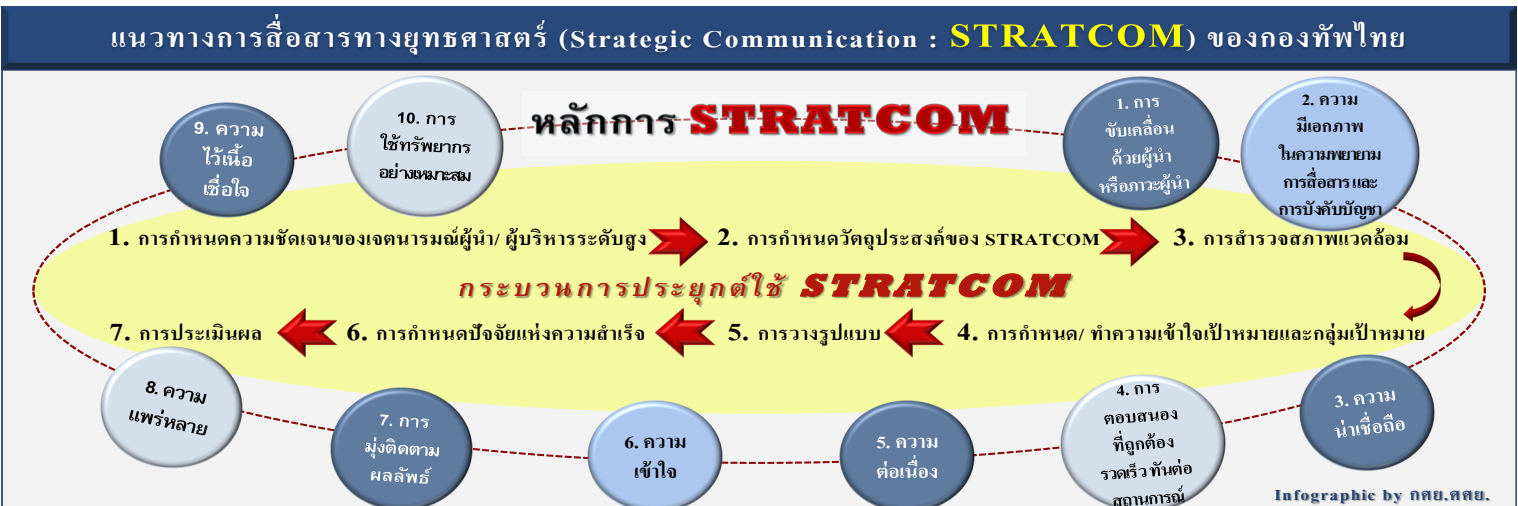 แนวทางการสื่อสารทางยุทธศาสตร์ (Strategic Communication : STRATCOM) ของกองทัพไทย
หลักการ STRATCOM
1. การ
ขับเคลื่อน
ด้วยผู้นำ
หรือภาวะผู้นำ
2. ความ
มีเอกภาพ
ในความพยายาม
การสื่อสาร และ
การบังคับบัญชา
3. ความ
น่าเชื่อถือ
4. การ
ตอบสนอง
ที่ถูกต้อง
รวดเร็ว ทันต่อ
สถานการณ์
5. ความ
ต่อเนื่อง
6. ความ
เข้าใจ
7. การ
มุ่งติดตาม
ผลลัพธ์
8. ความ
แพร่หลาย
9. ความ
ไว้เนื้อ
เชื่อใจ
10. การ
ใช้ทรัพยากร
อย่างเหมาะสม
กระบวนการประยุกต์ใช้ STRATCOM
1. การกำหนดความชัดเจนของเจตนารมณ์ผู้นำ/ ผู้บริหารระดับสูง
2. การกำหนดวัตถุประสงค์ของ STRATCOM
3. การสำรวจสภาพแวดล้อม
4. การกำหนด/ ทำความเข้าใจเป้าหมายและกลุ่มเป้าหมาย
5. การวางรูปแบบ
6. การกำหนดปัจจัยแห่งความสำเร็จ
7. การประเมินผล
Infographic by กศย.ศศย.